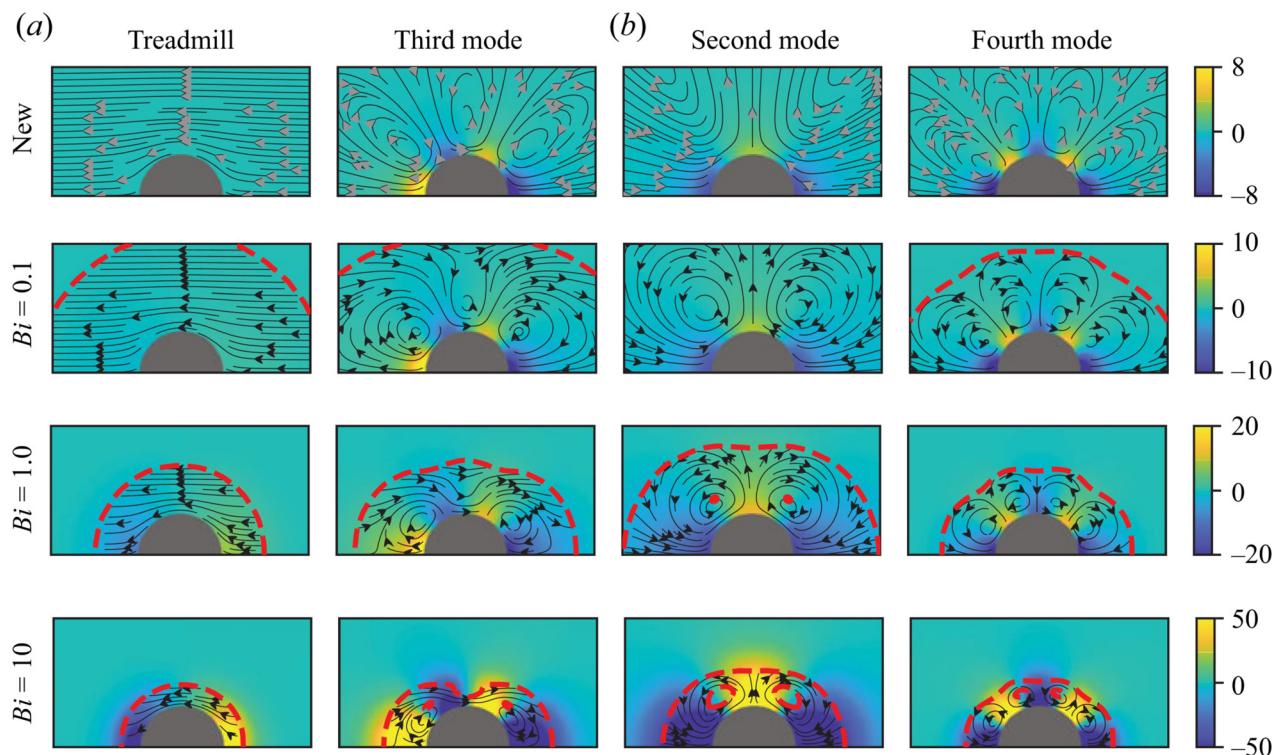 (a) (b)
Treadmill Third mode Second mode Fourth mode
New
8
0
–8
Bi = 0.1
10
0
–10
Bi = 1.0
20
0
–20
Bi = 10
50
0
–50